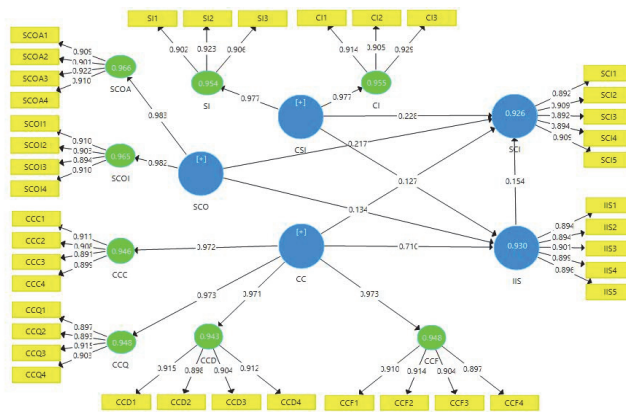 SI1
SI2
SI3
0.902
0.923
0.906
0.954
SI
CI1
CI2
CI3
0.914
0.905
0.929
0.955
CI
SCOA1
SCOA2
SCOA3
SCOA4
0.909
0.901
0.922
0.910
0.966
SCOA
0.977
0.977
[+]
CSI
0.228
0.926
SCI
0.892
0.909
0.892
0.894
0.909
SCI1
SCI2
SCI3
SCI4
SCI5
0.983
0.217
SCOI1
SCOI2
SCOI3
SCOI4
0.910
0.903
0.894
0.910
0.965
SCOI
0.982
[+]
SCO
0.127
0.154
0.134
CCC1
CCC2
CCC3
CCC4
0.911
0.908
0.891
0.899
0.946
CCC
0.972
[+]
CC
0.710
0.930
IIS
0.894
0.894
0.901
0.899
0.896
IIS1
IIS2
IIS3
IIS4
IIS5
0.973
0.971
0.973
CCQ1
CCQ2
CCQ3
CCQ4
0.897
0.893
0.915
0.903
0.948
CCQ
0.943
CCD
0.915
0.898
0.904
0.912
CCD1
CCD2
CCD3
CCD4
0.948
CCF
0.910
0.914
0.904
0.897
CCF1
CCF2
CCF3
CCF4